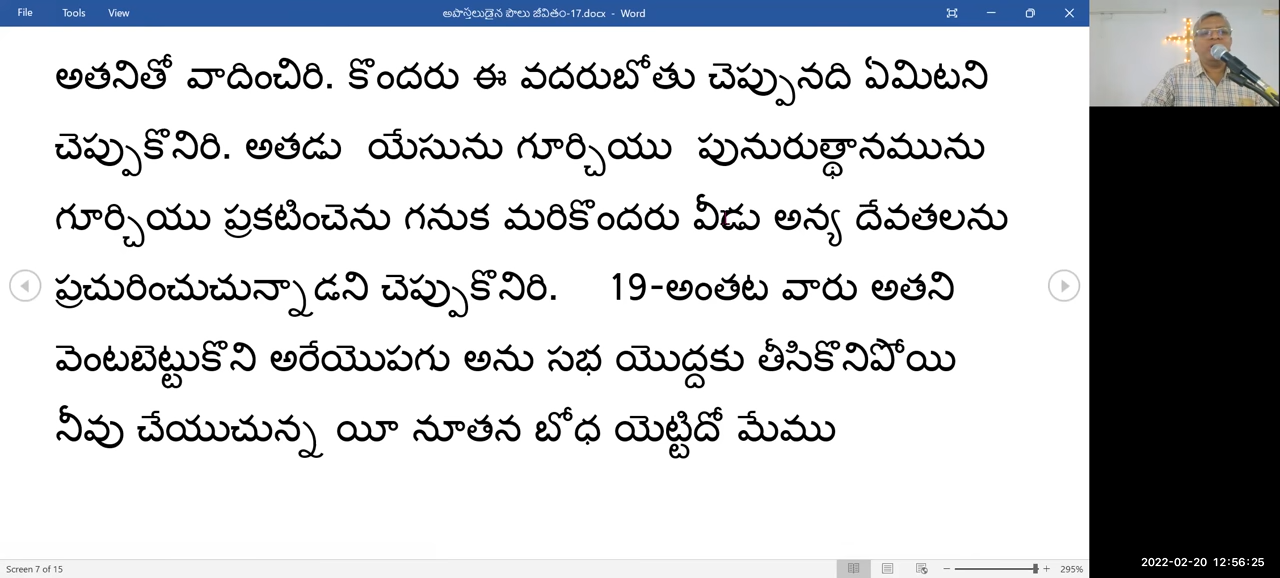 File Tools View అపొస్తలుడైన పౌలు జీవితం-17.docx - Word
అతనితో వాదించిరి. కొందరు ఈ వదరుబోతు చెప్పునది ఏమిటని
చెప్పుకొనిరి. అతడు యేసును గూర్చియు పునురుత్థానమును
గూర్చియు ప్రకటించెను గనుక మరికొందరు వీడు అన్య దేవతలను
ప్రచురించుచున్నాడని చెప్పుకొనిరి. 19-అంతట వారు అతని
వెంటబెట్టుకొని అరేయొపగు అను సభ యొద్దకు తీసికొనిపోయి
నీవు చేయుచున్న యీ నూతన బోధ యెట్టిదో మేము
Screen 7 of 15 295%
2022-02-20 12:56:25